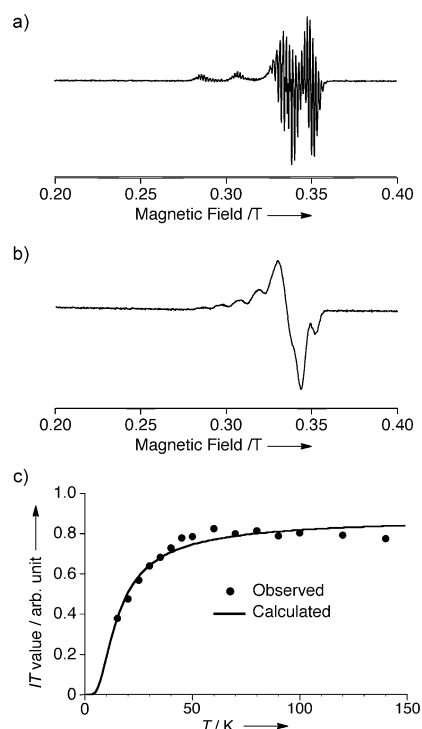 a)
0.20 0.25 0.30 0.35 0.40
Magnetic Field /T
b)
0.20 0.25 0.30 0.35 0.40
Magnetic Field /T
c)
IT value / arb. unit
1.0
0.8
0.6
0.4
0.2
0
Observed
Calculated
0 50 100 150
T / K